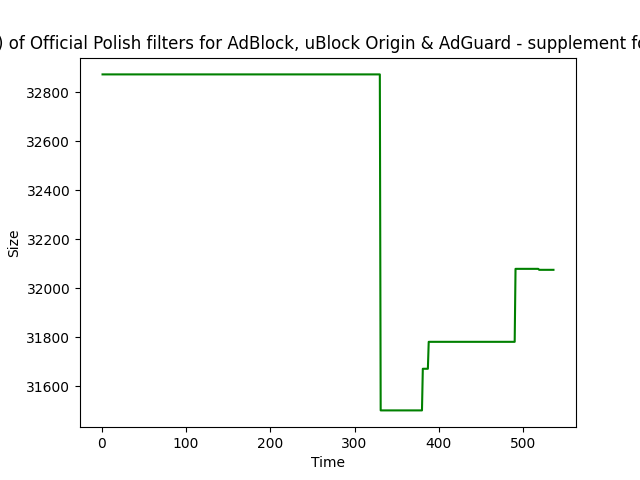 ) of Official Polish filters for AdBlock, uBlock Origin & AdGuard - supplement fo
32800
32600
32400
32200
32000
31800
31600
Size
0 100 200 300 400 500
Time